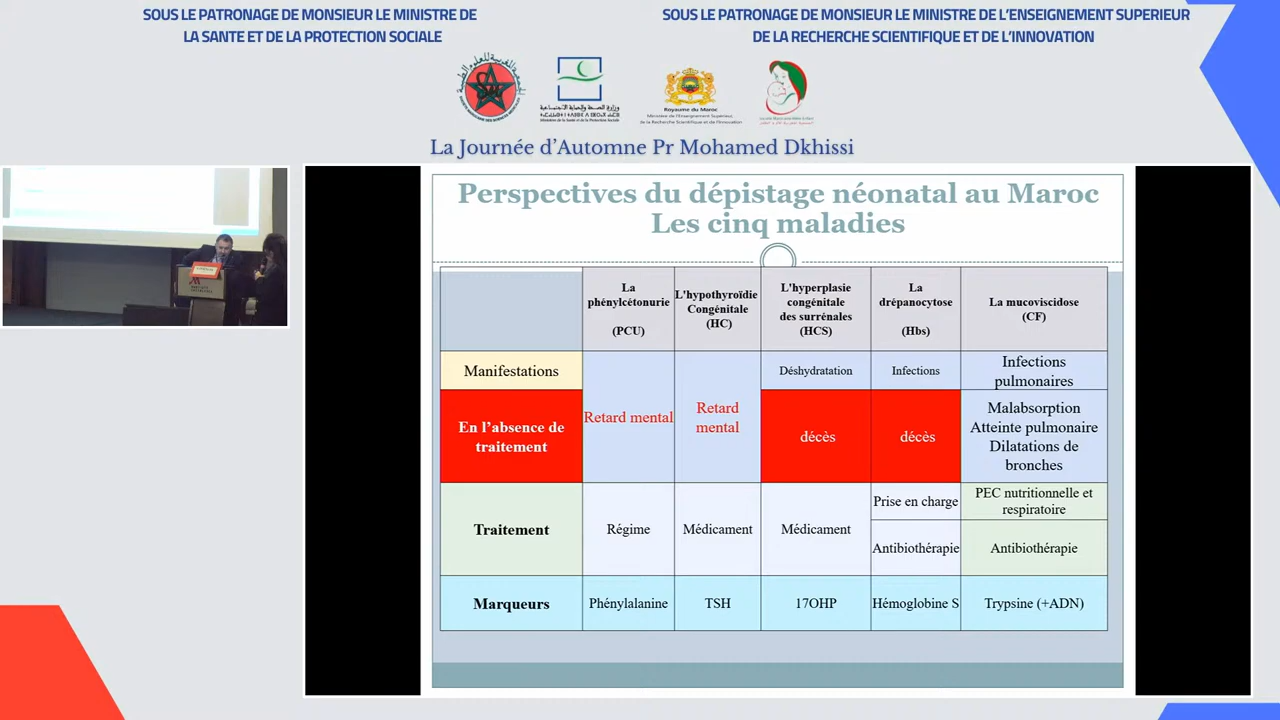 SOUS LE PATRONAGE DE MONSIEUR LE MINISTRE DE
LA SANTE ET DE LA PROTECTION SOCIALE
SOUS LE PATRONAGE DE MONSIEUR LE MINISTRE DE L'ENSEIGNEMENT SUPERIEUR
DE LA RECHERCHE SCIENTIFIQUE ET DE L'INNOVATION
Royaume du Maroc
La Journée d'Automne Pr Mohamed Dkhissi
Perspectives du dépistage néonatal au Maroc
Les cinq maladies
La
phénylcétonurie
(PCU)
L'hypothyroïdie
Congénitale
(HC)
L'hyperplasie
congénitale
des surrénales
(HCS)
La
drépanocytose
(Hbs)
La mucoviscidose
(CF)
Manifestations
Déshydratation
Infections
Infections
pulmonaires
En l'absence de
traitement
Retard mental
Retard
mental
décès
décès
Malabsorption
Atteinte pulmonaire
Dilatations de
bronches
Traitement
Régime
Médicament
Médicament
Prise en charge
Antibiothérapie
PEC nutritionnelle et
respiratoire
Antibiothérapie
Marqueurs
Phénylalanine
TSH
17OHP
Hémoglobine S
Trypsine (+ADN)